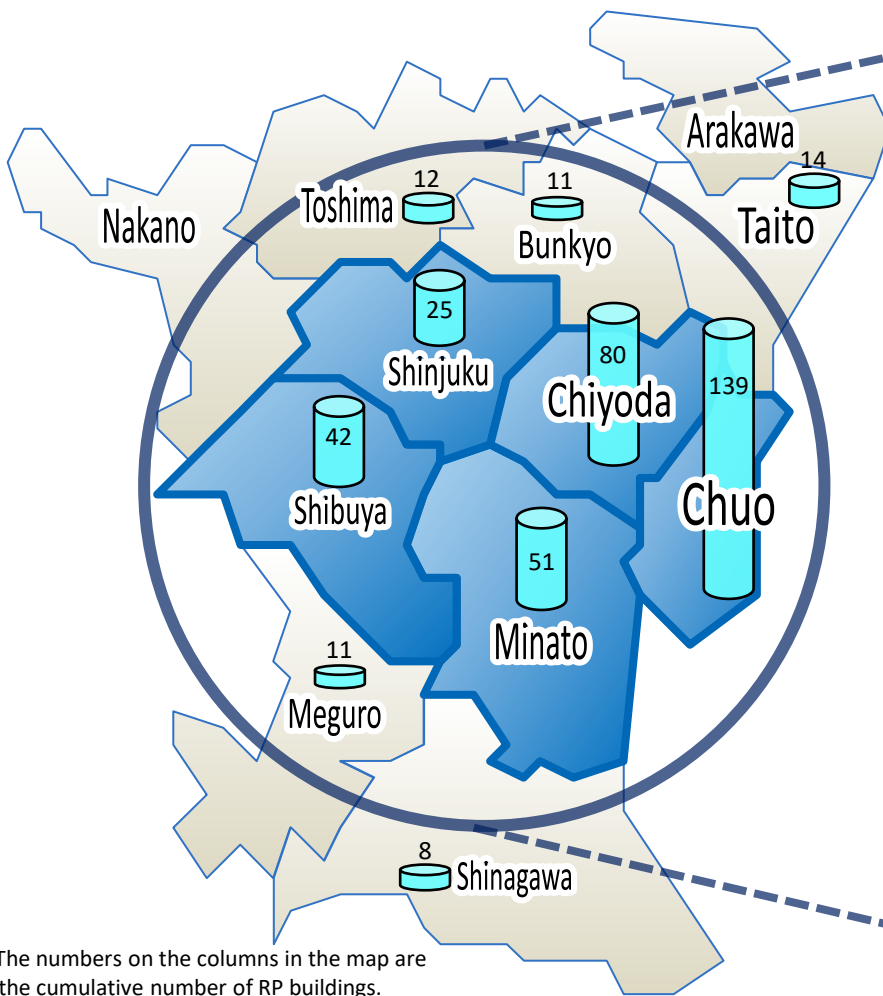 Arakawa
14
Taito
12
Toshima
11
Bunkyo
Nakano
25
Shinjuku
80
Chiyoda
139
Chuo
42
Shibuya
51
Minato
11
Meguro
8
Shinagawa
The numbers on the columns in the map are
the cumulative number of RP buildings.